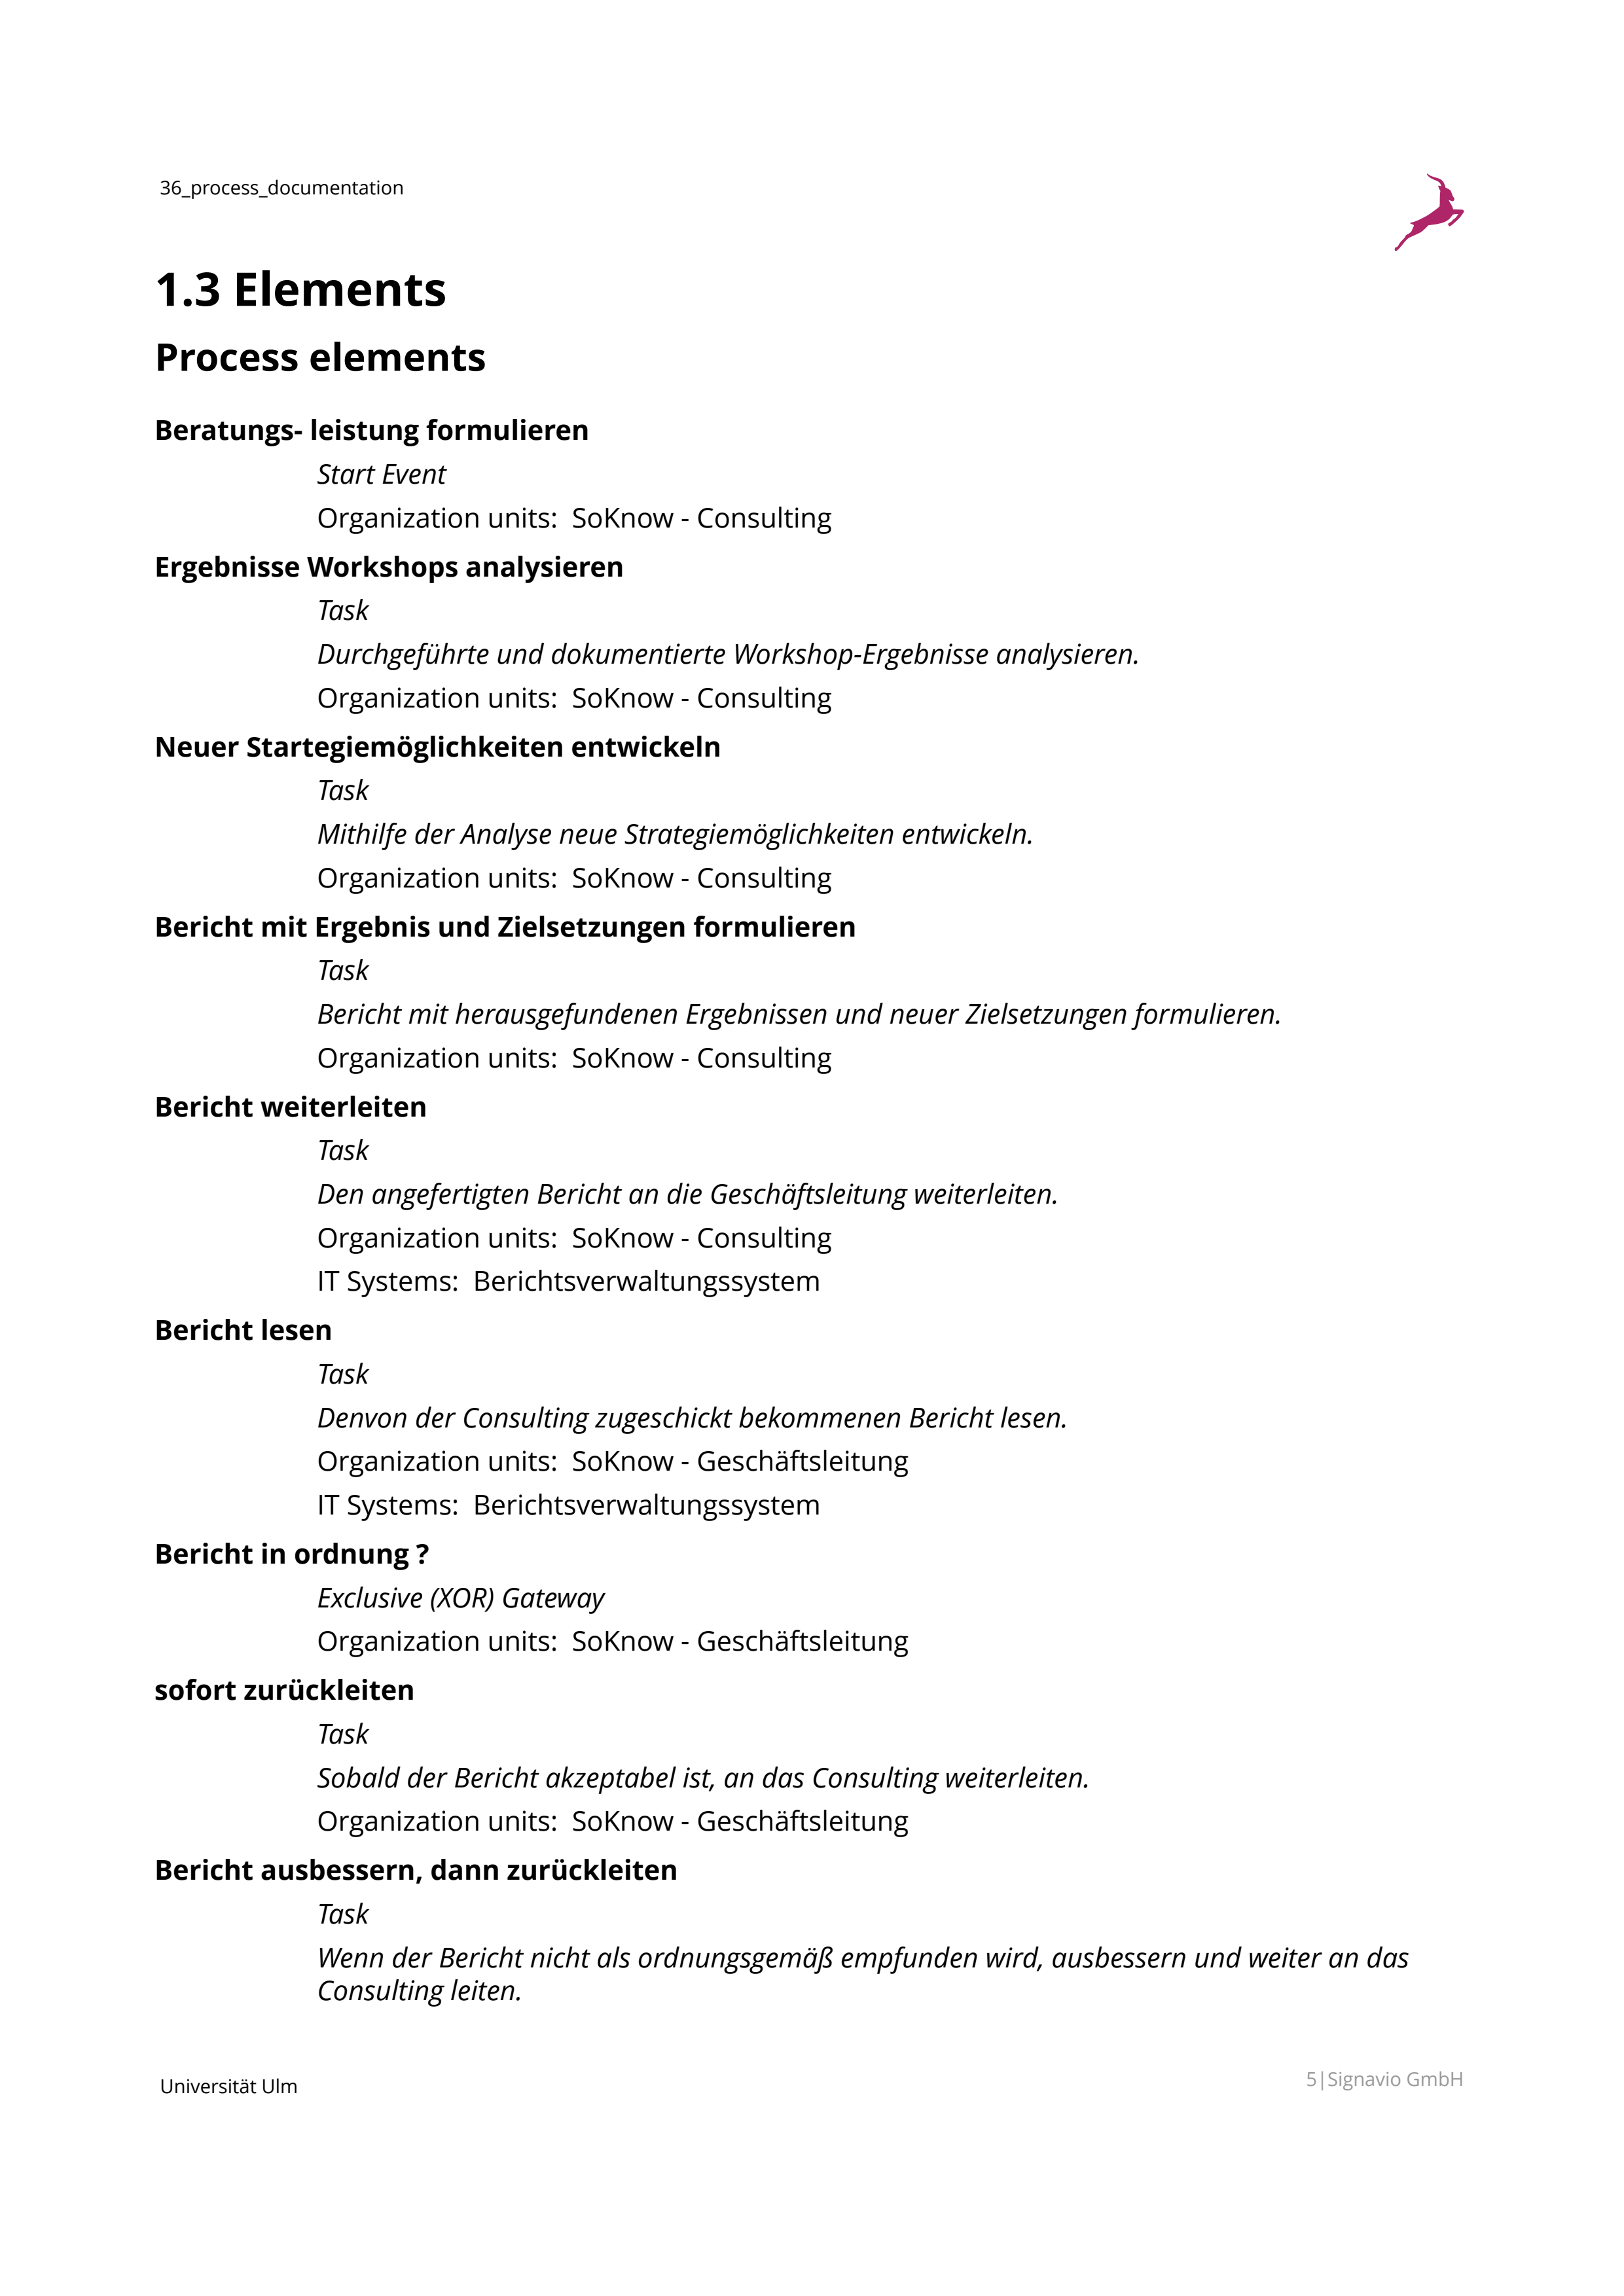 36_process_documentation
1.3 Elements
Process elements
Beratungs- leistung formulieren
Start Event
Organization units:  SoKnow - Consulting
Ergebnisse Workshops analysieren
Task
Durchgeführte und dokumentierte Workshop-Ergebnisse analysieren.
Organization units:  SoKnow - Consulting
Neuer Startegiemöglichkeiten entwickeln
Task
Mithilfe der Analyse neue Strategiemöglichkeiten entwickeln.
Organization units:  SoKnow - Consulting
Bericht mit Ergebnis und Zielsetzungen formulieren
Task
Bericht mit herausgefundenen Ergebnissen und neuer Zielsetzungen formulieren.
Organization units:  SoKnow - Consulting
Bericht weiterleiten
Task
Den angefertigten Bericht an die Geschäftsleitung weiterleiten.
Organization units:  SoKnow - Consulting
IT Systems:  Berichtsverwaltungssystem
Bericht lesen
Task
Denvon der Consulting zugeschickt bekommenen Bericht lesen.
Organization units:  SoKnow - Geschäftsleitung
IT Systems:  Berichtsverwaltungssystem
Bericht in ordnung ?
Exclusive (XOR) Gateway
Organization units:  SoKnow - Geschäftsleitung
sofort zurückleiten
Task
Sobald der Bericht akzeptabel ist, an das Consulting weiterleiten.
Organization units:  SoKnow - Geschäftsleitung
Bericht ausbessern, dann zurückleiten
Task
Wenn der Bericht nicht als ordnungsgemäß empfunden wird, ausbessern und weiter an das
Consulting leiten.
Universität Ulm
5|Signavio GmbH